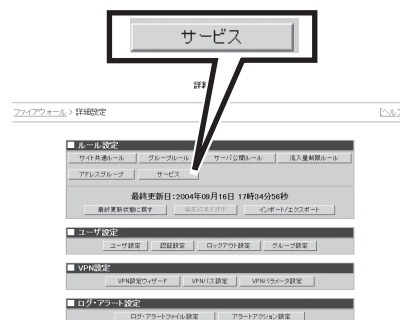 サービス
詳
ファイアウォール > 詳細設定
[ヘル
■ ルール設定
サイト共通ルール グループルール サーバ公開ルール 流入量制限ルール
アドレスグループ サービス
最終更新日:2004年09月16日 17時34分56秒
最終更新状態に戻す 編集結果を適用 インポート/エクスポート
■ ユーザ設定
ユーザ設定 認証設定 ロックアウト設定 グループ設定
■ VPN設定
VPN設定ウィザード VPNパス設定 VPNパラメータ設定
■ ログ・アラート設定
ログ・アラートファイル設定 アラートアクション設定